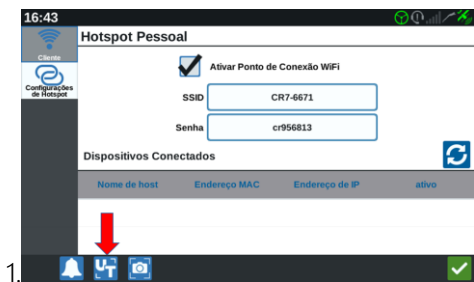 16:43
Hotspot Pessoal
Cliente
Configurações
de Hotspot
Ativar Ponto de Conexão WiFi
SSID CR7-6671
Senha cr956813
Dispositivos Conectados
Nome de host Endereço MAC Endereço de IP ativo
UT
1.